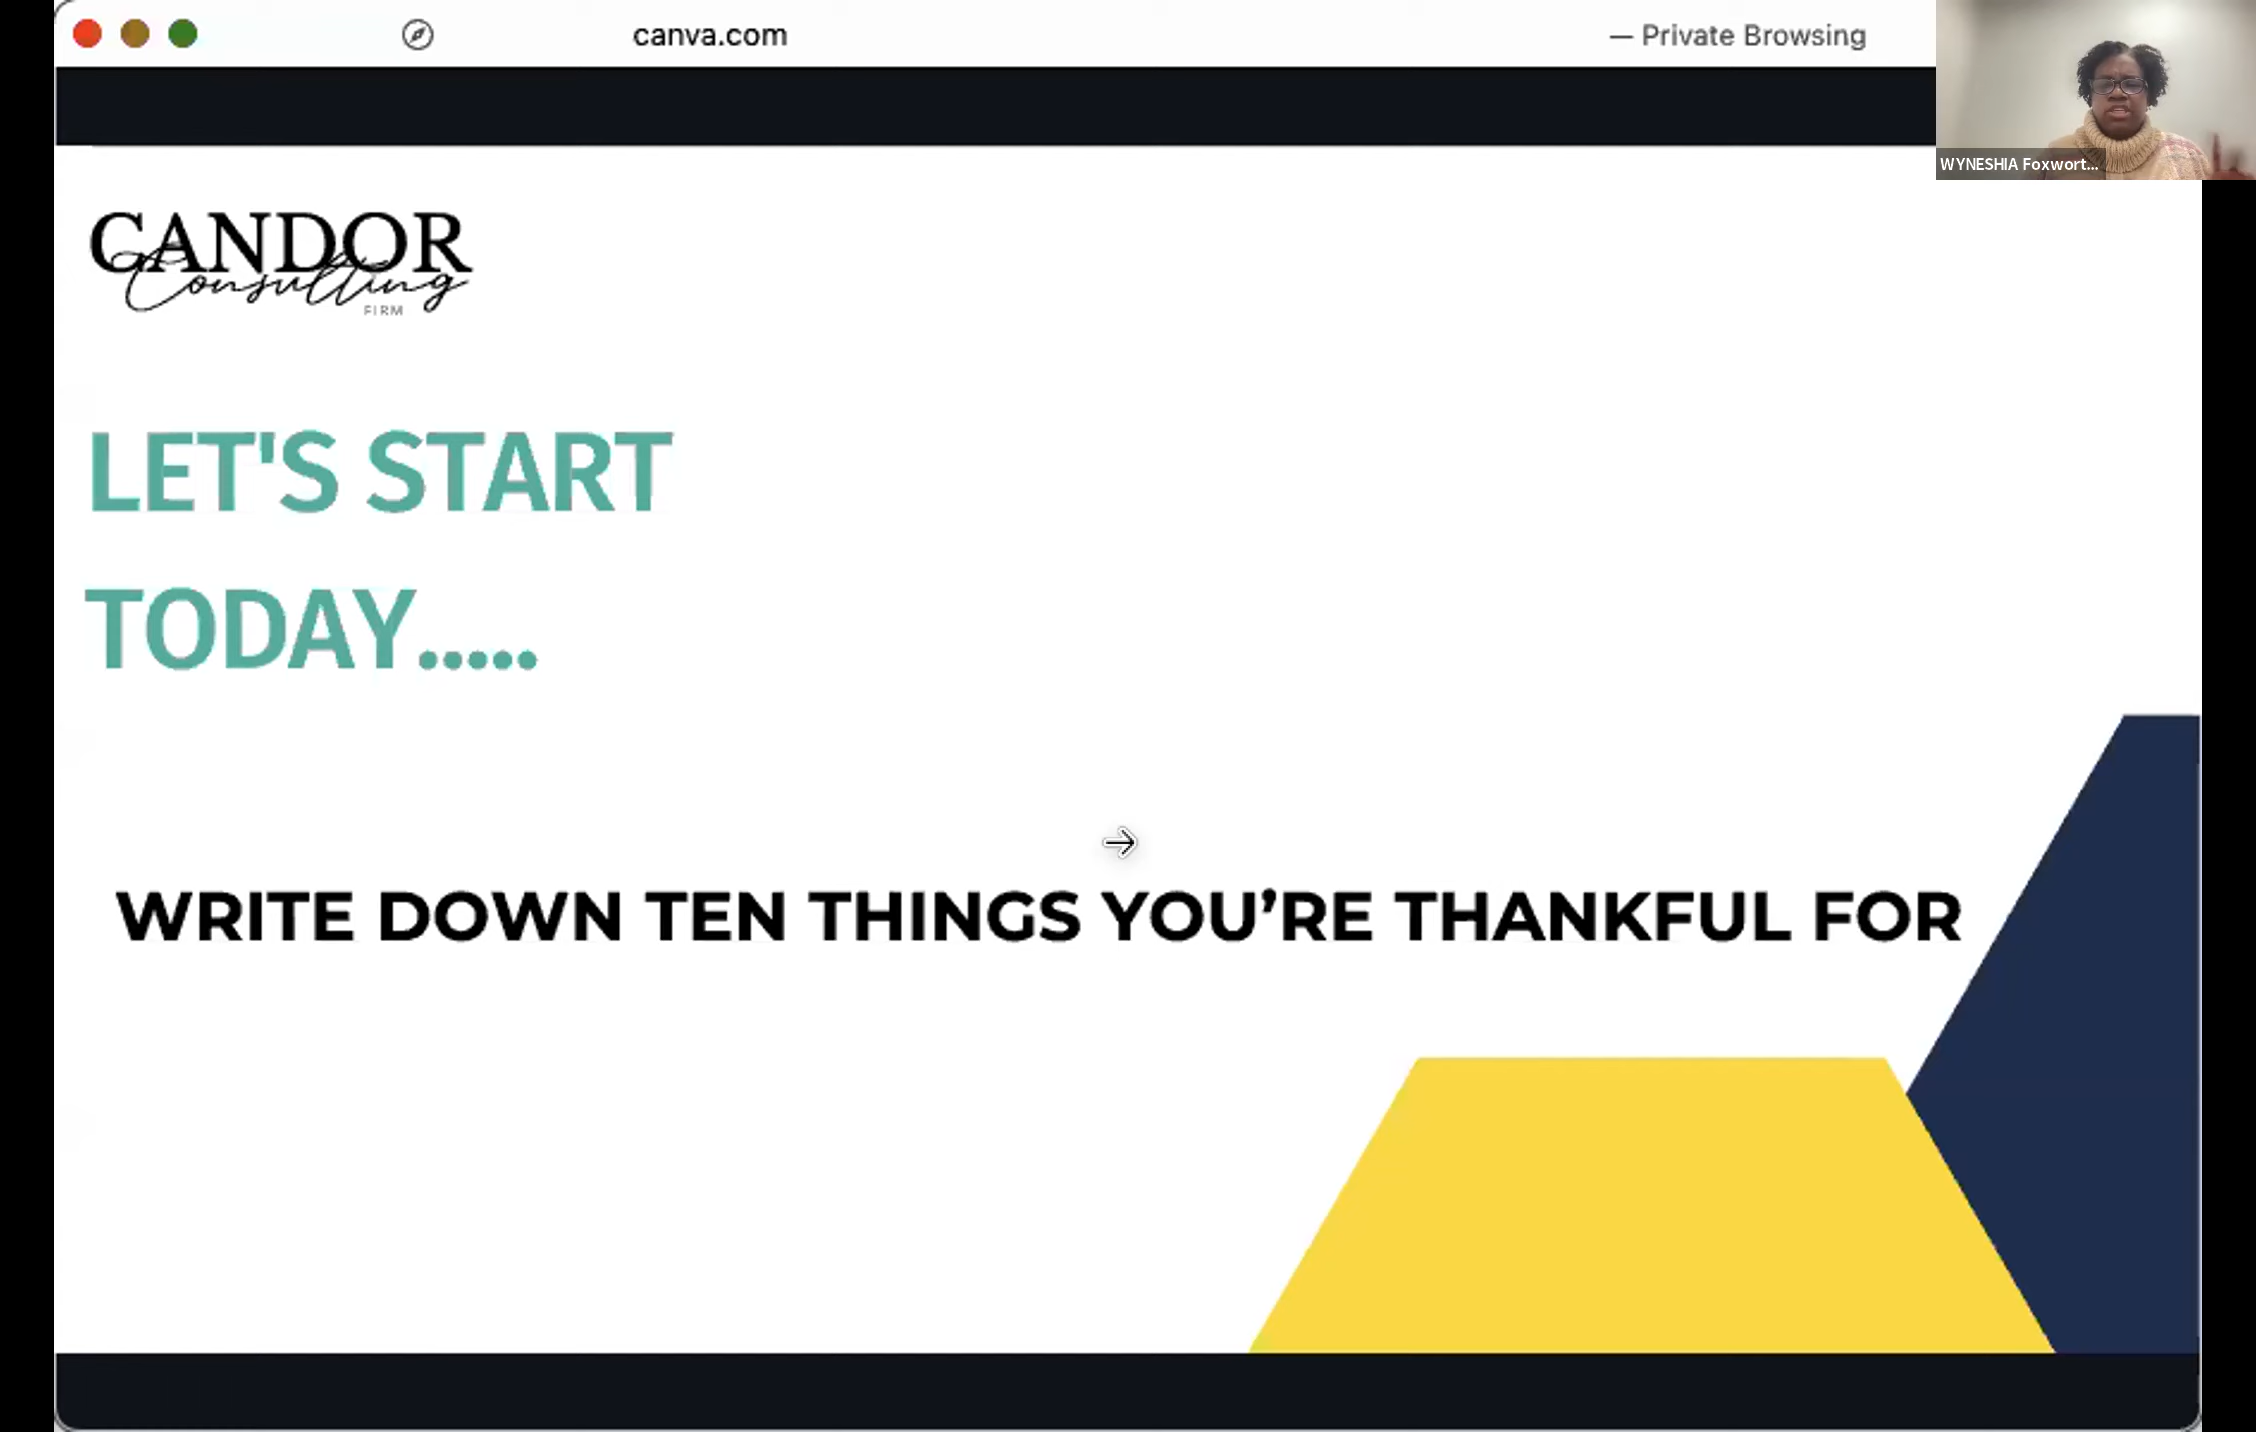 canva.com
— Private Browsing
WYNESHIA Foxwort...
CANDOR
Consulting
FIRM
LET'S START
TODAY.....
WRITE DOWN TEN THINGS YOU’RE THANKFUL FOR